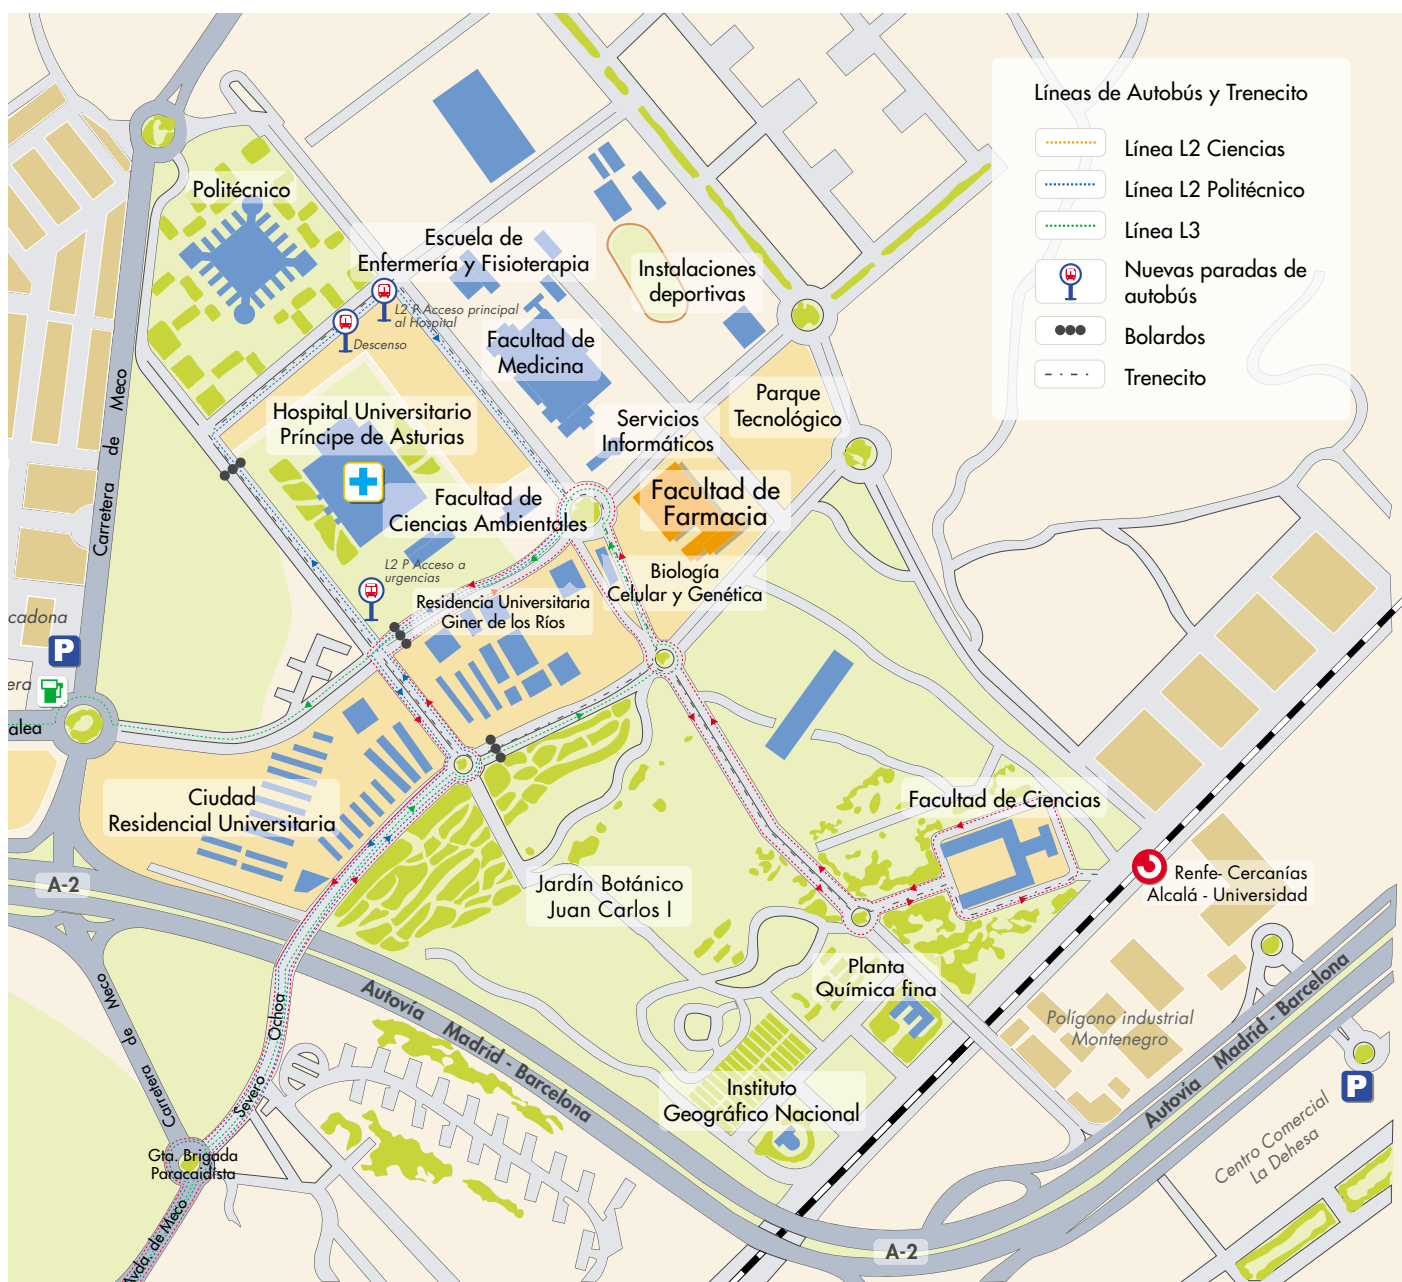 Líneas de Autobús y Trenecito
Línea L2 Ciencias
Línea L2 Politécnico
Línea L3
Nuevas paradas de
autobús
Bolardos
Trenecito
Politécnico
Escuela de
Enfermería y Fisioterapia
Instalaciones
deportivas
L2 P Acceso principal
al Hospital
Descenso
Facultad de
Medicina
Carretera de Meco
Parque
Tecnológico
Hospital Universitario
Príncipe de Asturias
Servicios
Informáticos
Facultad de
Ciencias Ambientales
Facultad de
Farmacia
L2 P Acceso a
urgencias
Biología
Celular y Genética
Residencia Universitaria
Giner de los Ríos
cadona
P
era
alea
Ciudad
Residencial Universitaria
Facultad de Ciencias
Renfe- Cercanías
Alcalá - Universidad
A-2
Jardín Botánico
Juan Carlos I
Planta
Química fina
Carretera de Meco
Severo Ochoa
Autovía Madríd - Barcelona
Polígono industrial
Montenegro
Autovía Madríd - Barcelona
P
Instituto
Geográfico Nacional
Centro Comercial
La Dehesa
Gta. Brigada
Paracaidísta
Avda. de Meco
A-2